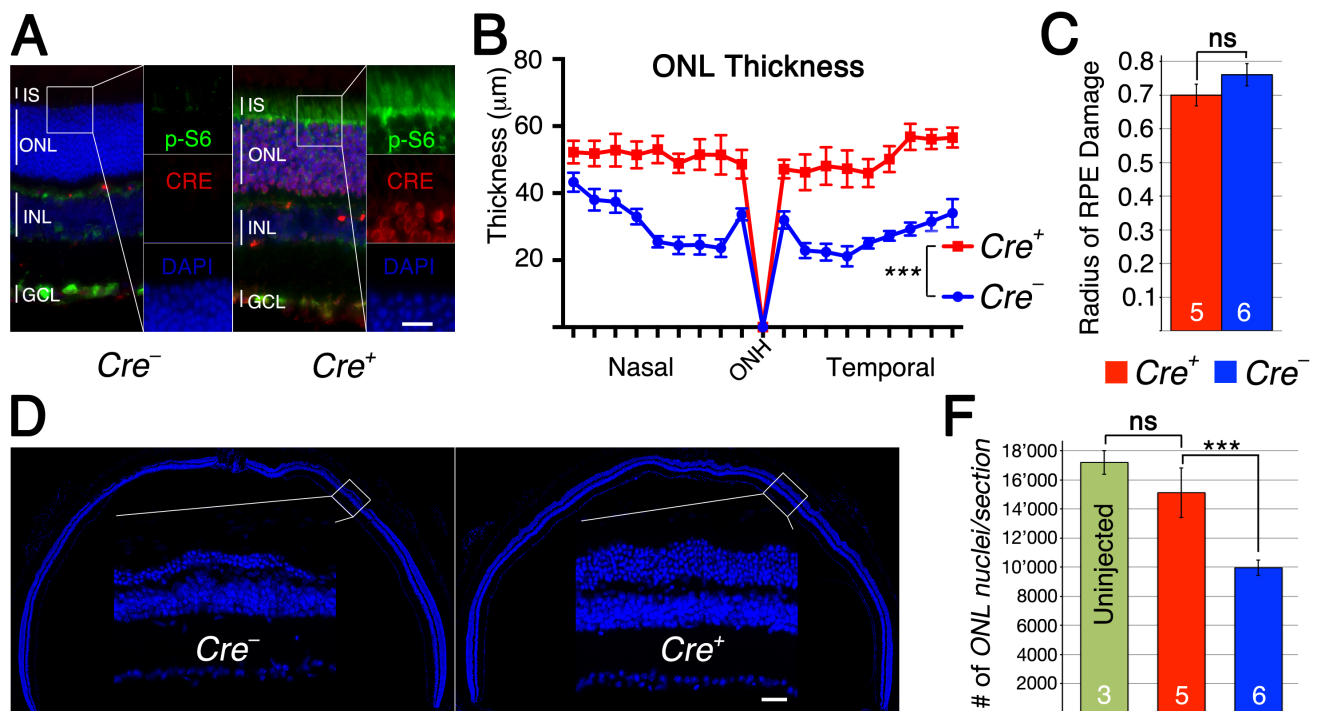 A
IS
ONL
INL
GCL
p-S6
CRE
DAPI
IS
ONL
INL
GCL
p-S6
CRE
DAPI
Cre–
Cre+
B
ONL Thickness
Thickness (μm)
80
60
40
20
Nasal
ONH
Temporal
***
Cre+
Cre–
C
ns
Radius of RPE Damage
0.8
0.7
0.6
0.5
0.4
0.3
0.2
0.1
5
6
Cre+ Cre–
D
Cre–
Cre+
F
ns
***
# of ONL nuclei/section
18’000
16’000
14’000
12’000
10’000
8000
6000
4000
2000
Uninjected
3
5
6